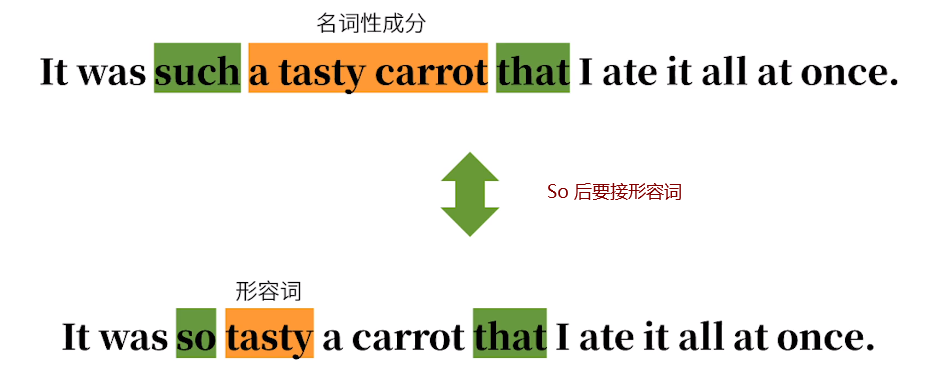 名词性成分
It was such a tasty carrot that I ate it all at once.
So 后要接形容词
形容词
It was so tasty a carrot that I ate it all at once.